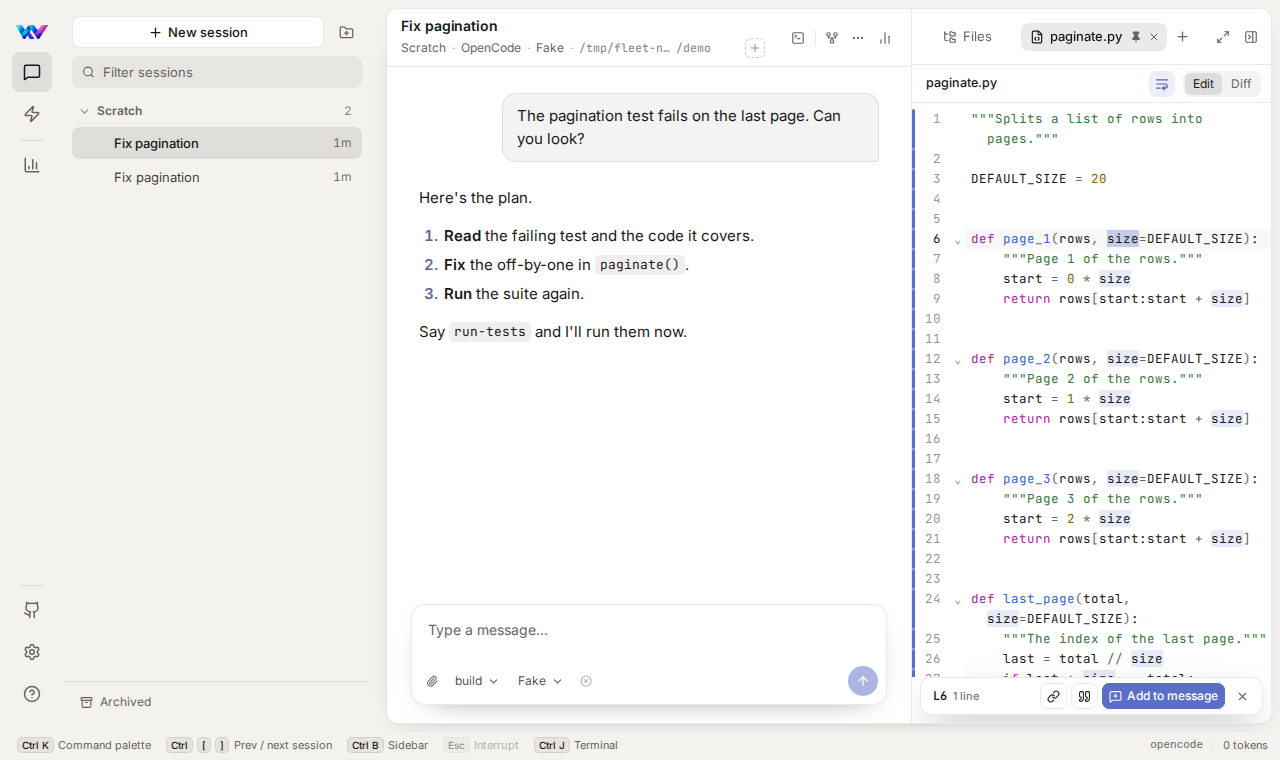 New session
Filter sessions
Scratch 2
Fix pagination 1m
Fix pagination 1m
Archived
Fix pagination
Scratch · OpenCode · Fake · /tmp/fleet-n… /demo
The pagination test fails on the last page. Can
you look?
Here's the plan.
1. Read the failing test and the code it covers.
2. Fix the off-by-one in paginate().
3. Run the suite again.
Say run-tests and I'll run them now.
Type a message...
build Fake
Files paginate.py
paginate.py Edit Diff
1 """Splits a list of rows into
pages."""
2
3 DEFAULT_SIZE = 20
4
5
6 def page_1(rows, size=DEFAULT_SIZE):
7 """Page 1 of the rows."""
8 start = 0 * size
9 return rows[start:start + size]
10
11
12 def page_2(rows, size=DEFAULT_SIZE):
13 """Page 2 of the rows."""
14 start = 1 * size
15 return rows[start:start + size]
16
17
18 def page_3(rows, size=DEFAULT_SIZE):
19 """Page 3 of the rows."""
20 start = 2 * size
21 return rows[start:start + size]
22
23
24 def last_page(total,
size=DEFAULT_SIZE):
25 """The index of the last page."""
26 last = total // size
L6 1 line Add to message
Ctrl K Command palette Ctrl [ ] Prev / next session Ctrl B Sidebar Esc Interrupt Ctrl J Terminal opencode 0 tokens